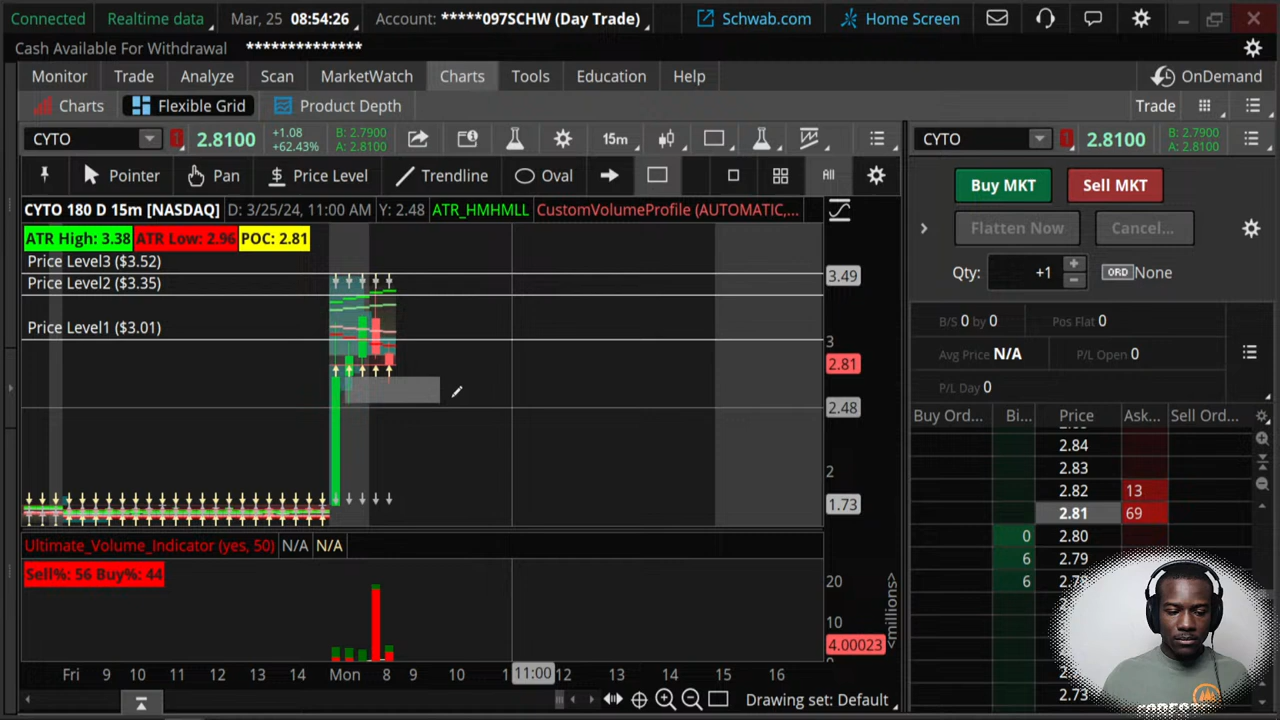 Connected Realtime data Mar, 25 08:54:26 Account: *****097SCHW (Day Trade) Schwab.com Home Screen
Cash Available For Withdrawal **************
Monitor Trade Analyze Scan MarketWatch Charts Tools Education Help OnDemand
Charts Flexible Grid Product Depth Trade
CYTO 1 2.8100 +1.08 B: 2.7900 15m
+62.43% A: 2.8100
CYTO 1 2.8100 B: 2.7900
A: 2.8100
Pointer Pan $ Price Level Trendline Oval All
CYTO 180 D 15m [NASDAQ] D: 3/25/24, 11:00 AM Y: 2.48 ATR_HMHMLL CustomVolumeProfile (AUTOMATIC,...
ATR High: 3.38 ATR Low: 2.96 POC: 2.81
Price Level3 ($3.52)
Price Level2 ($3.35)
Price Level1 ($3.01)
3.49
3
2.81
2.48
2
1.73
Ultimate_Volume_Indicator (yes, 50) N/A N/A
Sell%: 56 Buy%: 44
20
10
4.00023
<millions>
Fri 9 10 11 12 13 14 Mon 8 9 10 1 11:00 12 13 14 15 16
Drawing set: Default
Buy MKT Sell MKT
Flatten Now Cancel...
Qty: +1 ORD None
B/S 0 by 0 Pos Flat 0
Avg Price N/A P/L Open 0
P/L Day 0
Buy Ord... Bi... Price Ask... Sell Ord...
2.84
2.83
2.82 13
2.81 69
0 2.80
6 2.79
6 2.78
2.73